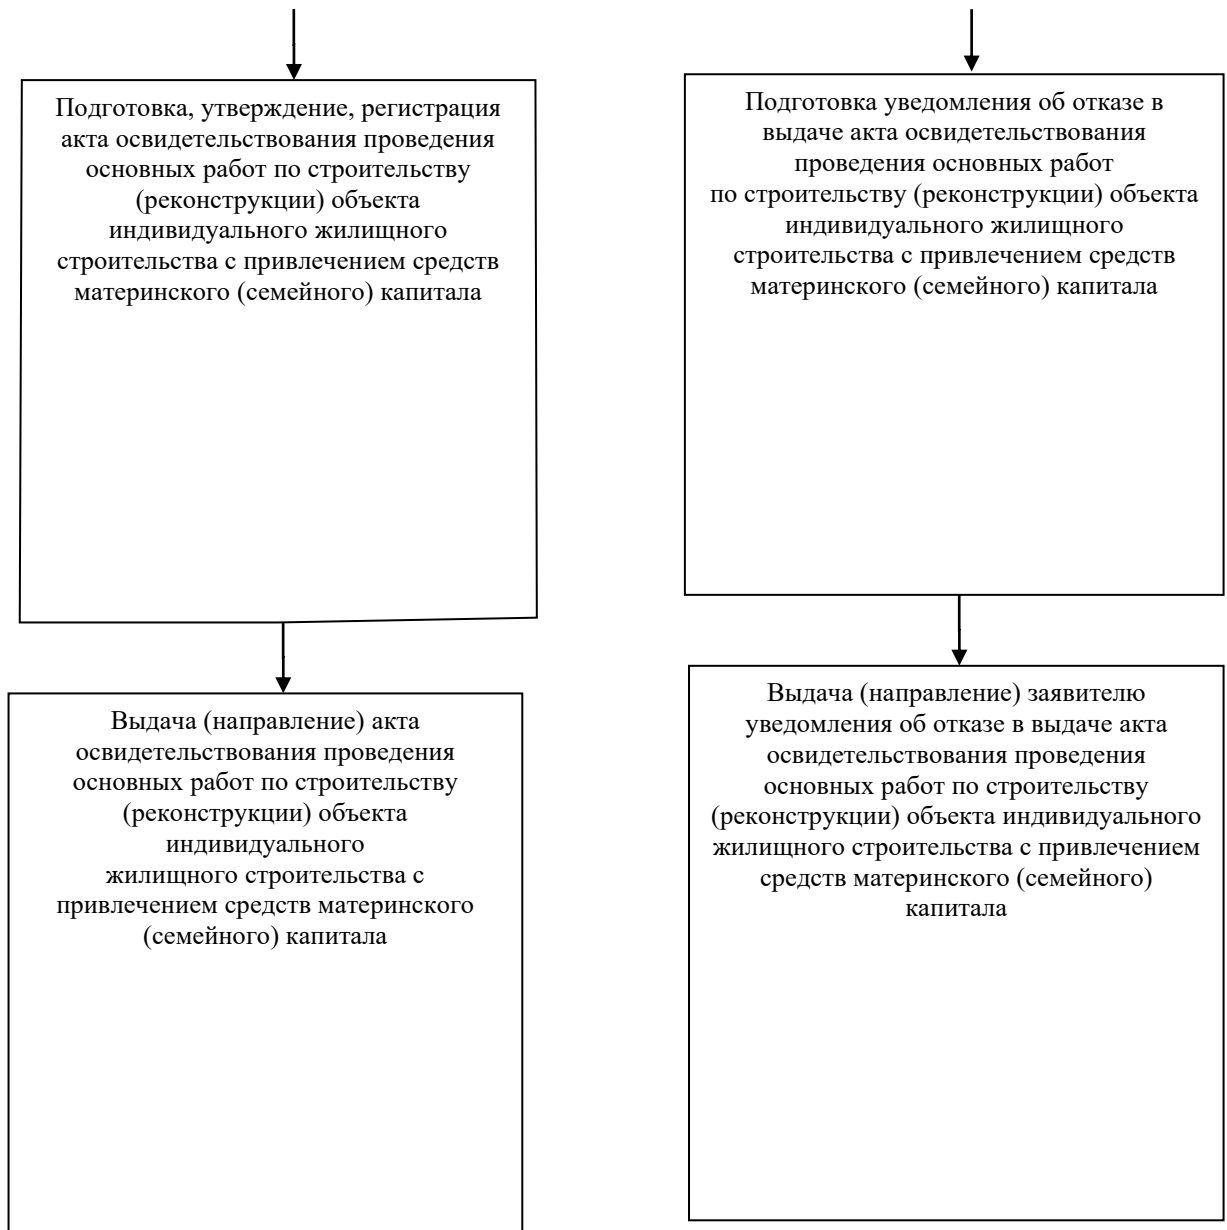 Подготовка, утверждение, регистрация
акта освидетельствования проведения
основных работ по строительству
(реконструкции) объекта
индивидуального жилищного
строительства с привлечением средств
материнского (семейного) капитала
Подготовка уведомления об отказе в
выдаче акта освидетельствования
проведения основных работ
по строительству (реконструкции) объекта
индивидуального жилищного
строительства с привлечением средств
материнского (семейного) капитала
Выдача (направление) акта
освидетельствования проведения
основных работ по строительству
(реконструкции) объекта
индивидуального
жилищного строительства с
привлечением средств материнского
(семейного) капитала
Выдача (направление) заявителю
уведомления об отказе в выдаче акта
освидетельствования проведения
основных работ по строительству
(реконструкции) объекта индивидуального
жилищного строительства с привлечением
средств материнского (семейного)
капитала